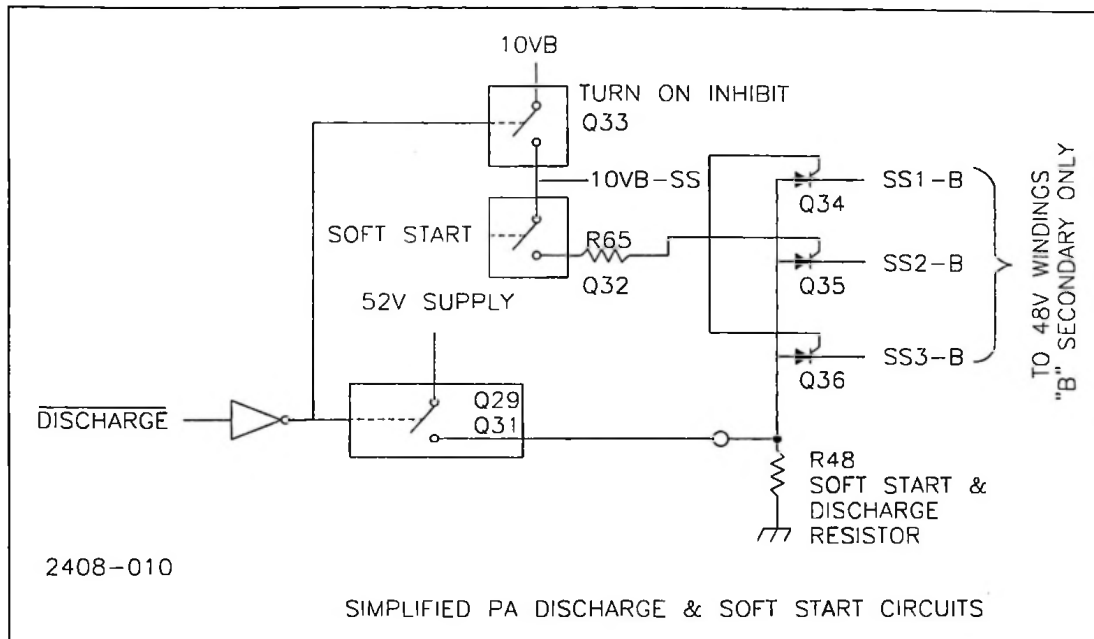 10VB
TURN ON INHIBIT
Q33
10VB-SS
SOFT START
R65
Q32
52V SUPPLY
Q34
SS1-B
Q35
SS2-B
Q36
SS3-B
TO 48V WINDINGS
"B" SECONDARY ONLY
DISCHARGE
Q29
Q31
R48
SOFT START &
DISCHARGE
RESISTOR
2408-010
SIMPLIFIED PA DISCHARGE & SOFT START CIRCUITS